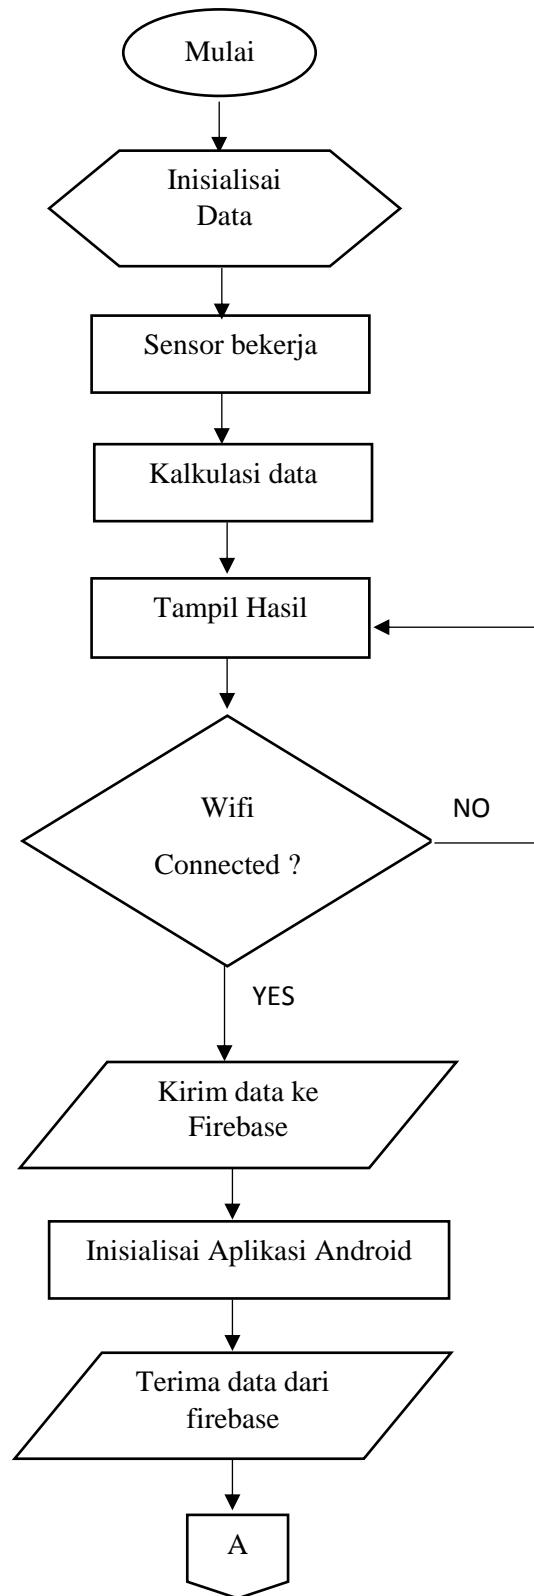 Mulai
Inisialisai
Data
Sensor bekerja
Kalkulasi data
Tampil Hasil
Wifi
Connected ?
NO
YES
Kirim data ke
Firebase
Inisialisai Aplikasi Android
Terima data dari
firebase
A